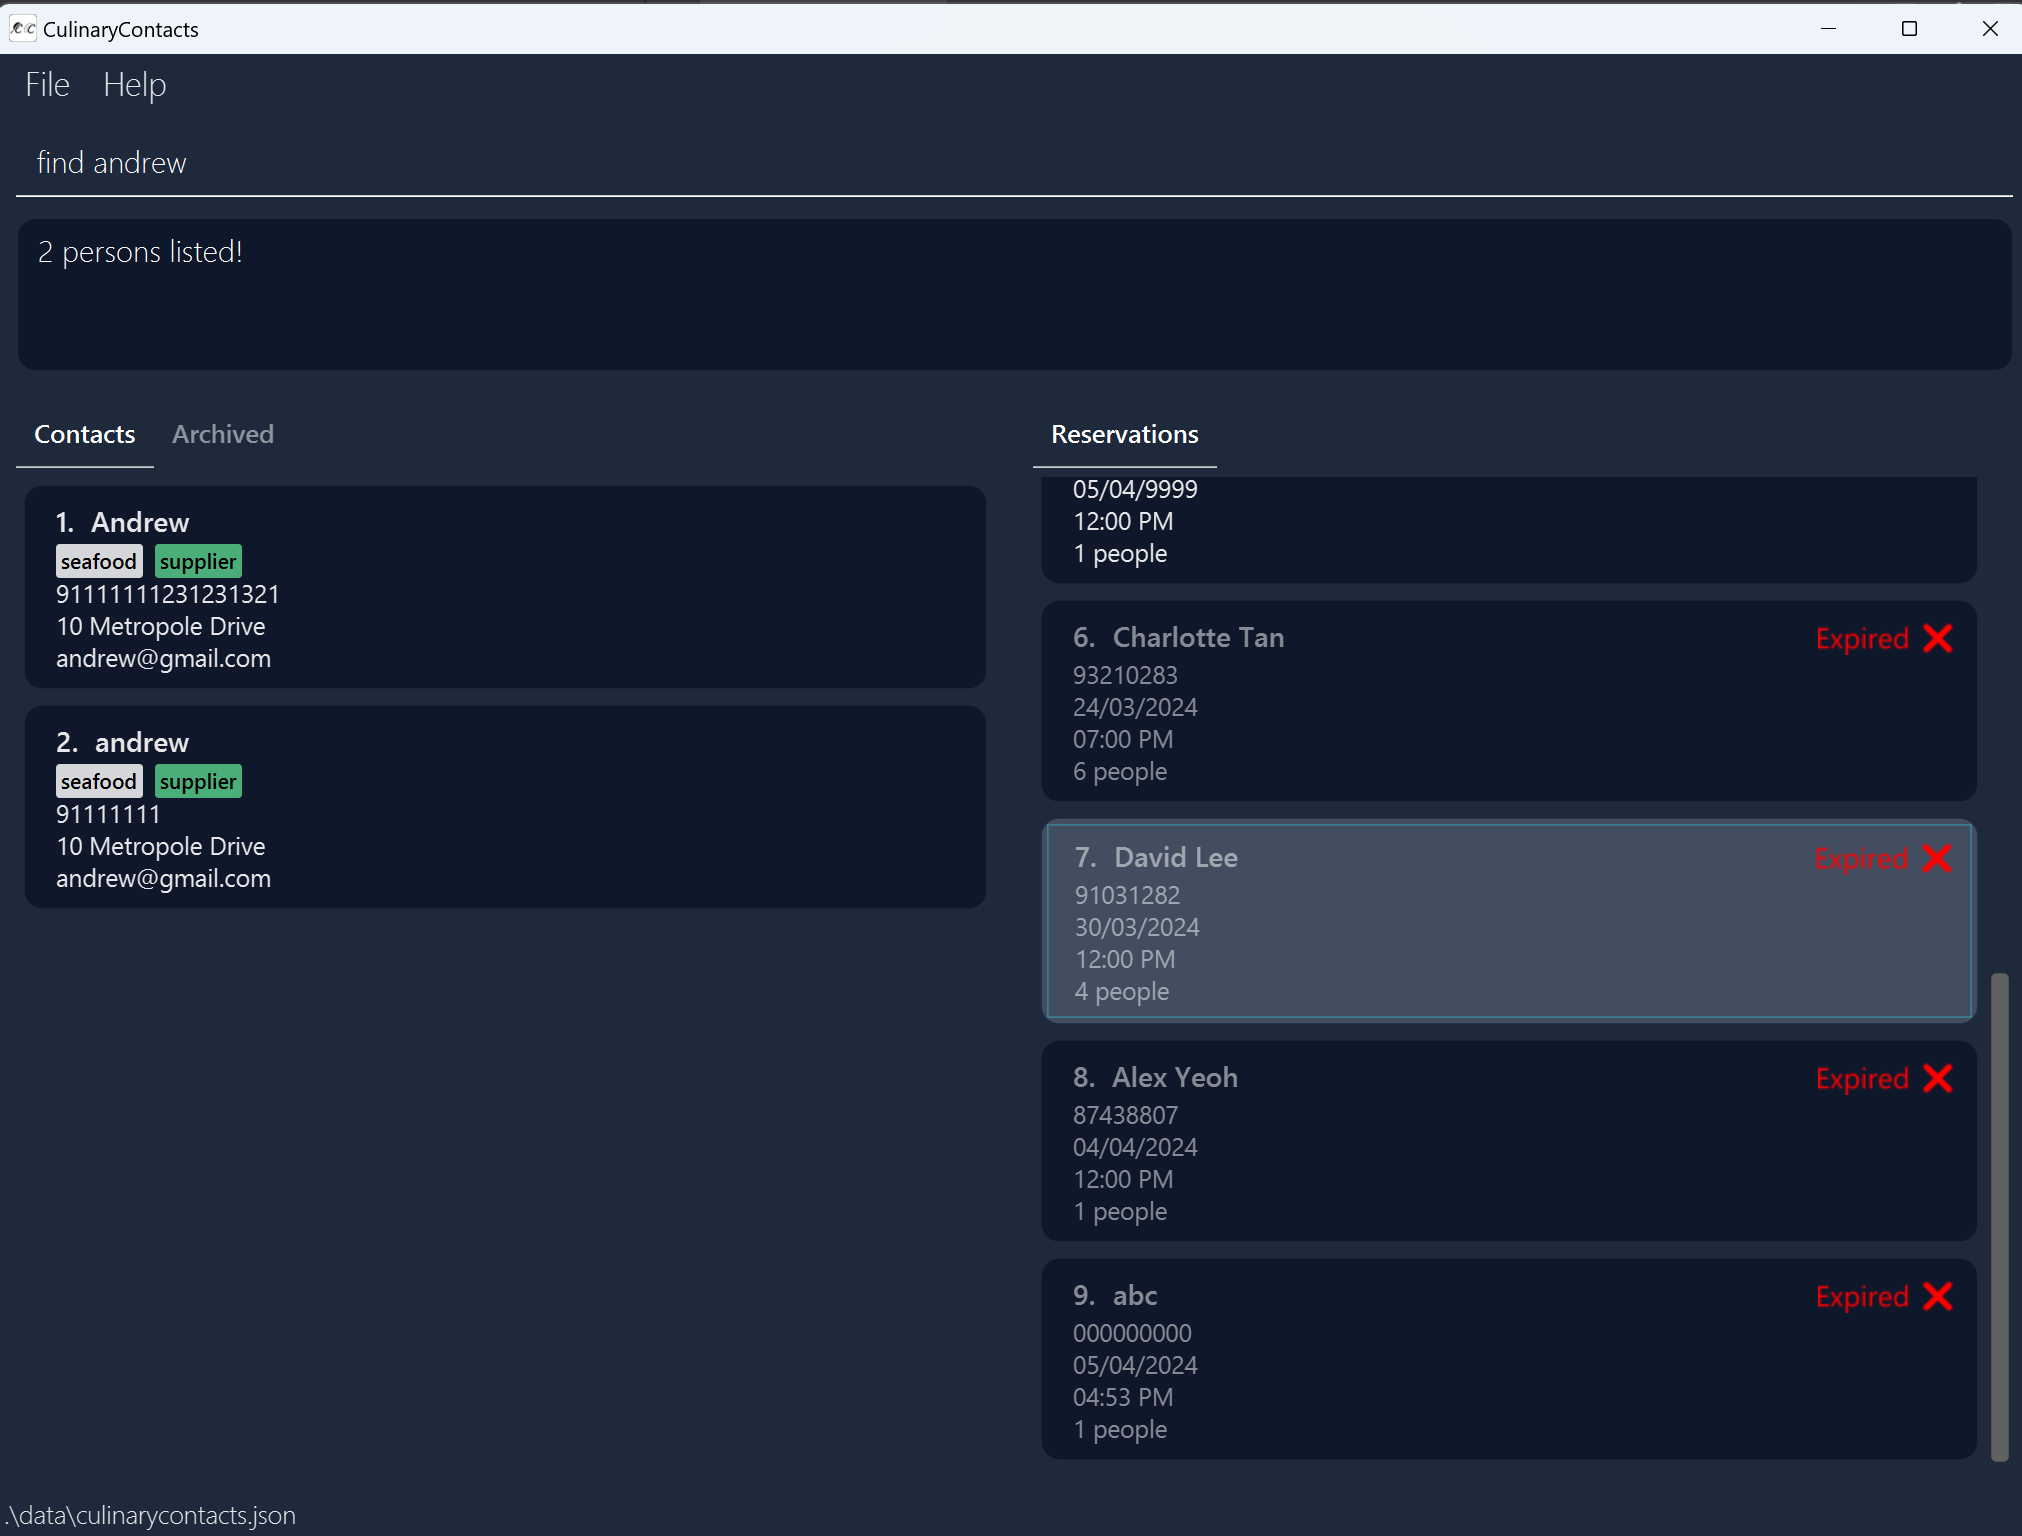 CulinaryContacts
File Help
find andrew
2 persons listed!
Contacts Archived
1. Andrew
seafood supplier
91111111231231321
10 Metropole Drive
andrew@gmail.com
2. andrew
seafood supplier
91111111
10 Metropole Drive
andrew@gmail.com
Reservations
05/04/9999
12:00 PM
1 people
6. Charlotte Tan Expired
93210283
24/03/2024
07:00 PM
6 people
7. David Lee Expired
91031282
30/03/2024
12:00 PM
4 people
8. Alex Yeoh Expired
87438807
04/04/2024
12:00 PM
1 people
9. abc Expired
000000000
05/04/2024
04:53 PM
1 people
.\data\culinarycontacts.json